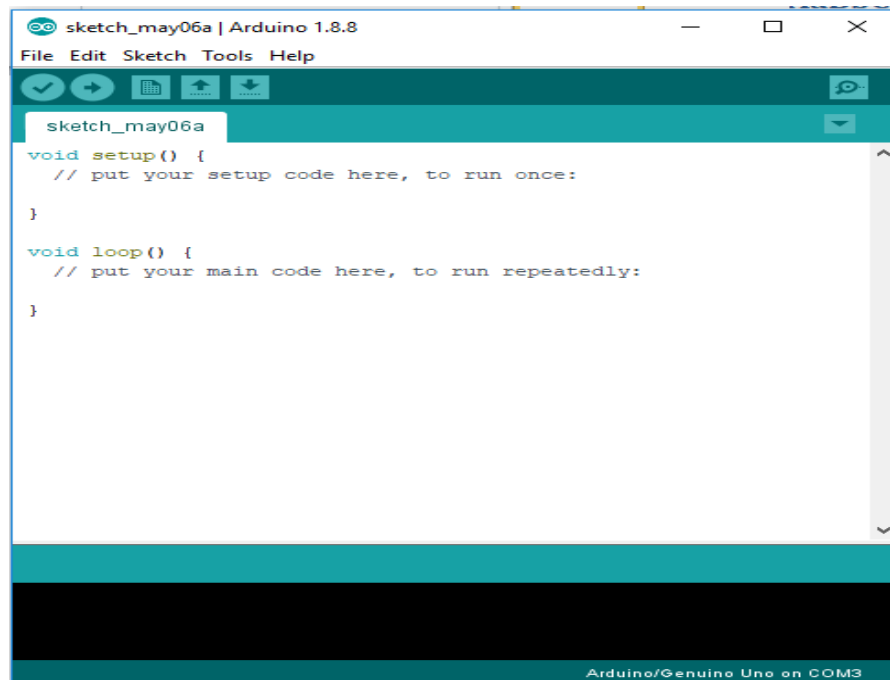 sketch_may06a | Arduino 1.8.8
File Edit Sketch Tools Help
sketch_may06a
void setup() {
  // put your setup code here, to run once:

}

void loop() {
  // put your main code here, to run repeatedly:

}
Arduino/Genuino Uno on COM3